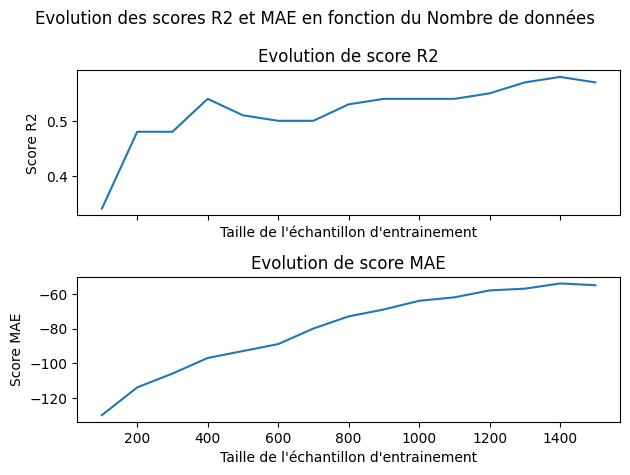 Evolution des scores R2 et MAE en fonction du Nombre de données
Evolution de score R2
0.5
0.4
Score R2
Taille de l'échantillon d'entrainement
Evolution de score MAE
−60
−80
−100
−120
Score MAE
200 400 600 800 1000 1200 1400
Taille de l'échantillon d'entrainement